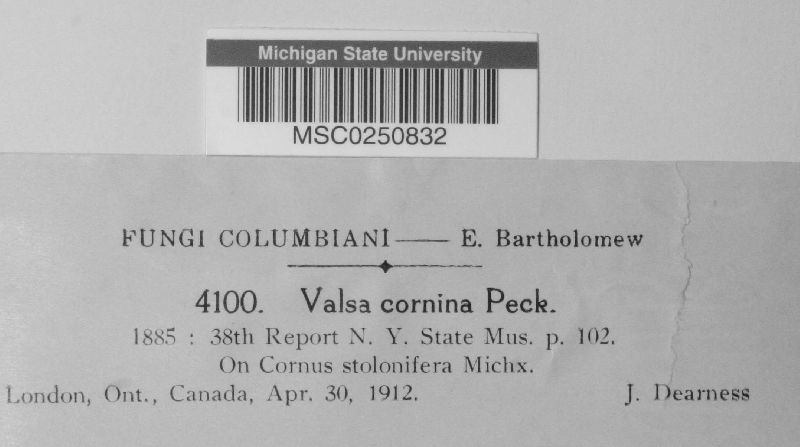 Michigan State University
MSC0250832
FUNGI COLUMBIANI — E. Bartholomew
4100. Valsa cornina Peck.
1885 : 38th Report N. Y. State Mus. p. 102.
On Cornus stolonifera Michx.
London, Ont., Canada, Apr. 30, 1912. J. Dearness